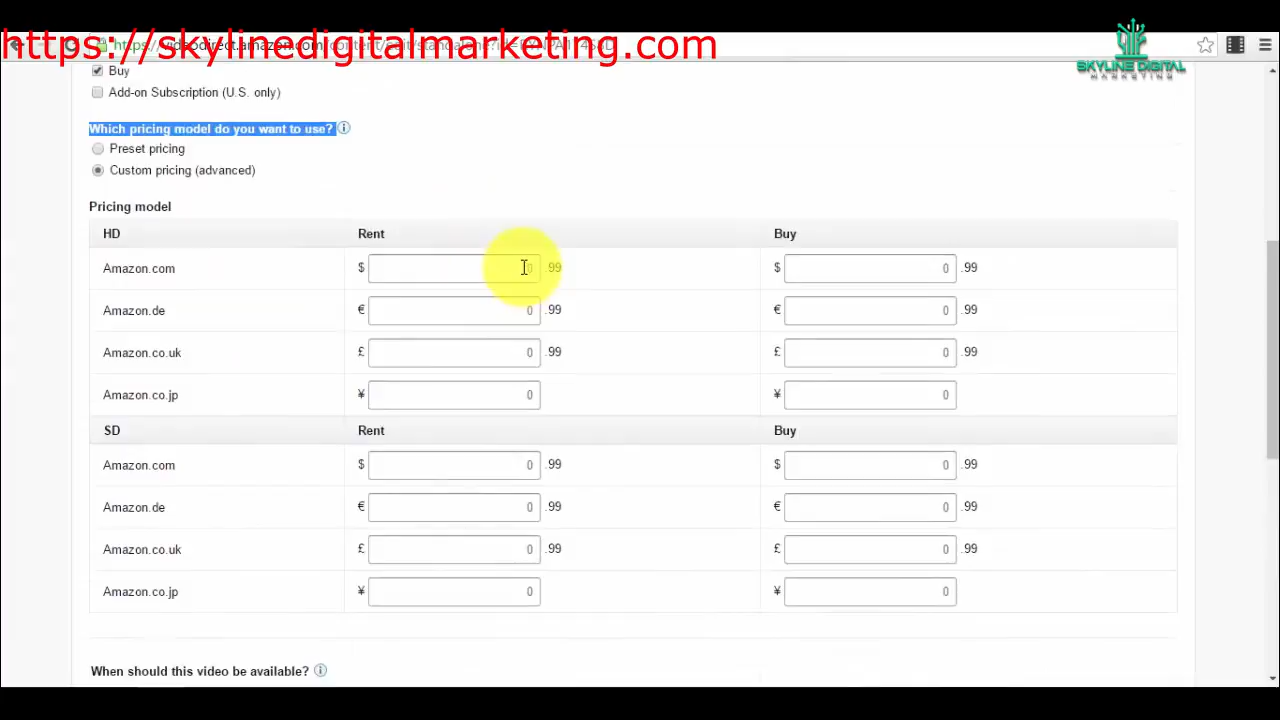 https://skylinedigitalmarketing.com
SKYLINE DIGITAL
MARKETING
Buy
Add-on Subscription (U.S. only)
Which pricing model do you want to use?
Preset pricing
Custom pricing (advanced)
Pricing model
HD Rent Buy
Amazon.com $ 0 .99 $ 0 .99
Amazon.de € 0 .99 € 0 .99
Amazon.co.uk £ 0 .99 £ 0 .99
Amazon.co.jp ¥ 0 ¥ 0
SD Rent Buy
Amazon.com $ 0 .99 $ 0 .99
Amazon.de € 0 .99 € 0 .99
Amazon.co.uk £ 0 .99 £ 0 .99
Amazon.co.jp ¥ 0 ¥ 0
When should this video be available?